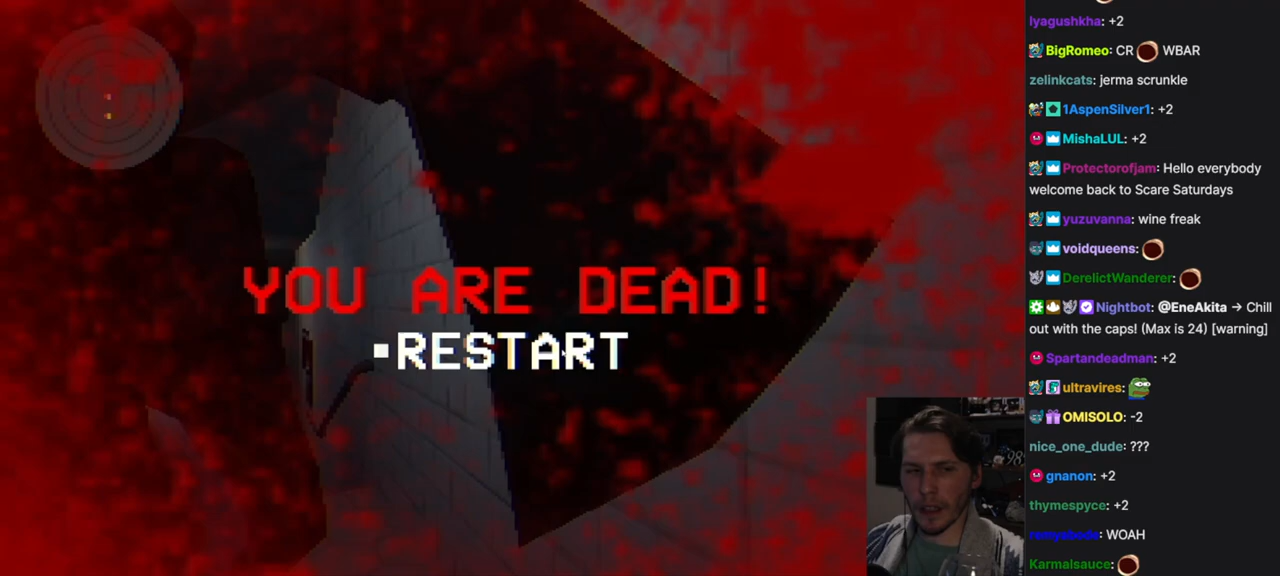 YOU ARE DEAD!
RESTART
lyagushkha: +2
BigRomeo: CR WBAR
zelinkcats: jerma scrunkle
1AspenSilver1: +2
MishaLUL: +2
Protectorofjam: Hello everybody
welcome back to Scare Saturdays
yuzuvanna: wine freak
voidqueens:
DerelictWanderer:
Nightbot: @EneAkita → Chill
out with the caps! (Max is 24) [warning]
Spartandeadman: +2
ultravires:
OMISOLO: -2
nice_one_dude: ???
gnanon: +2
thymespyce: +2
: WOAH
Karmalsauce: